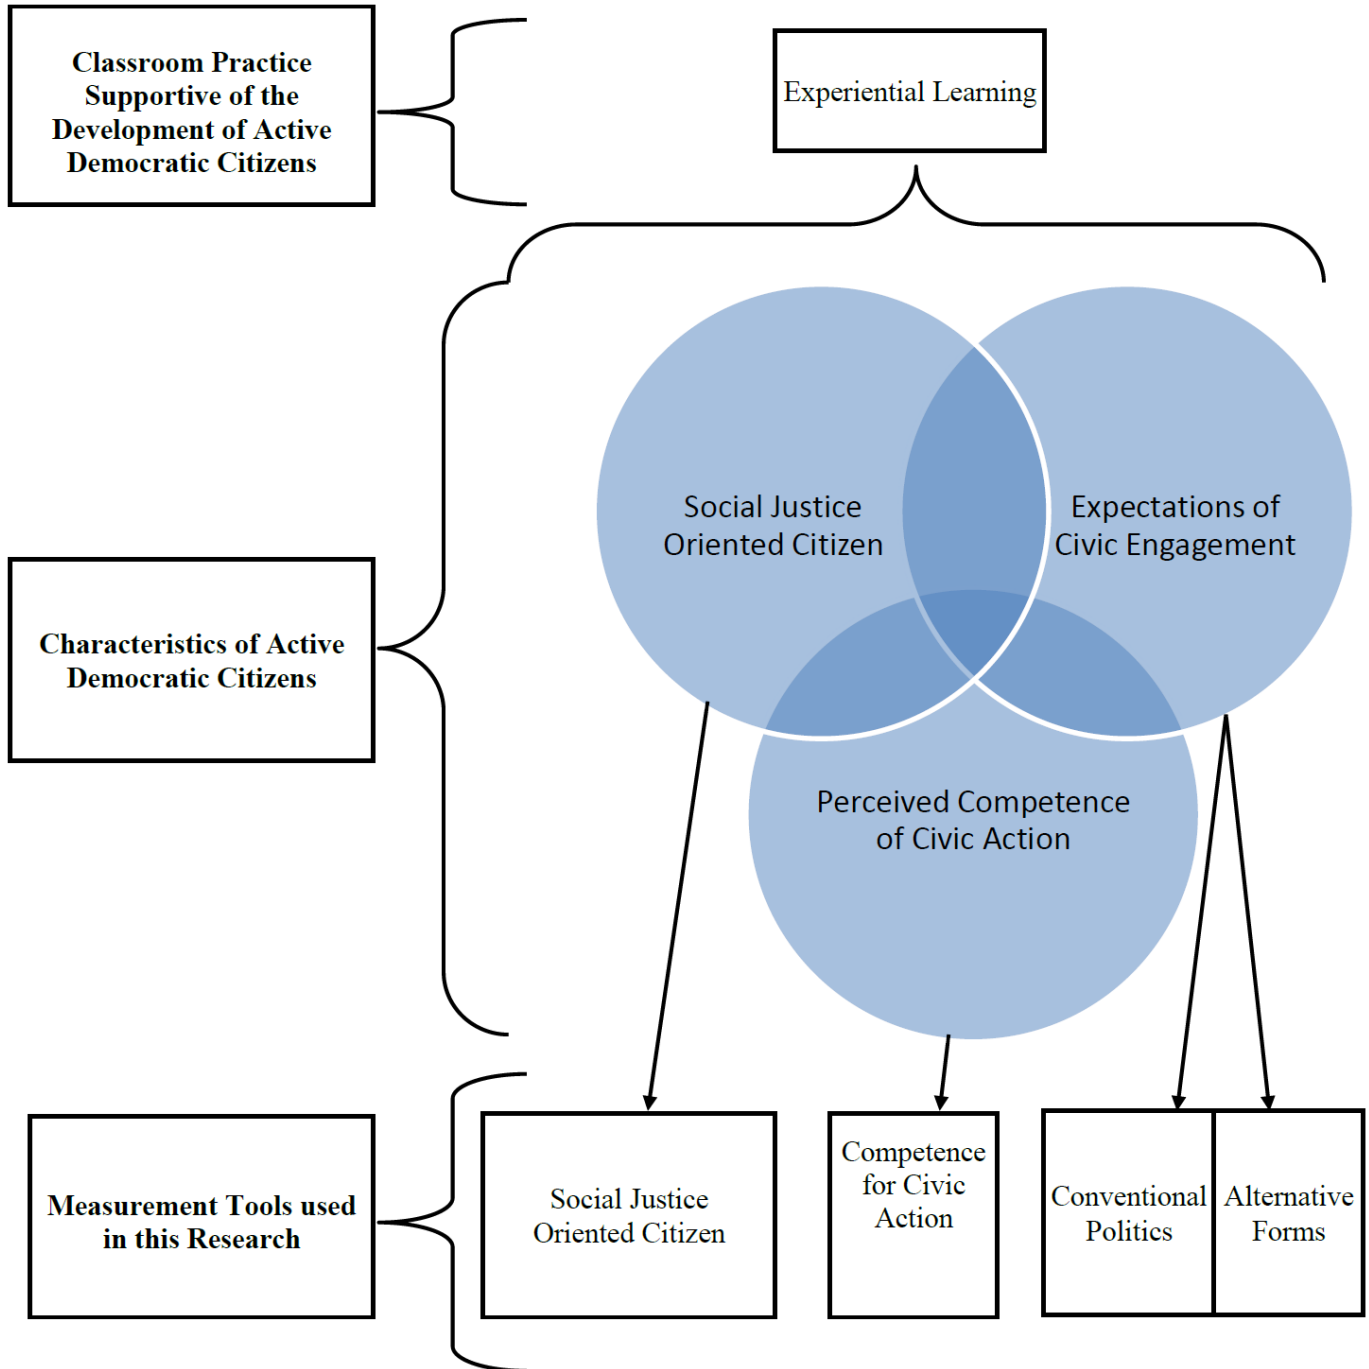 Classroom Practice
Supportive of the
Development of Active
Democratic Citizens
Experiential Learning
Social Justice
Oriented Citizen
Expectations of
Civic Engagement
Characteristics of Active
Democratic Citizens
Perceived Competence
of Civic Action
Measurement Tools used
in this Research
Social Justice
Oriented Citizen
Competence
for Civic
Action
Conventional
Politics
Alternative
Forms